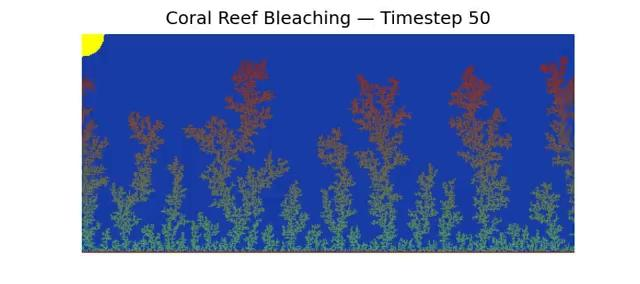 Coral Reef Bleaching — Timestep 50